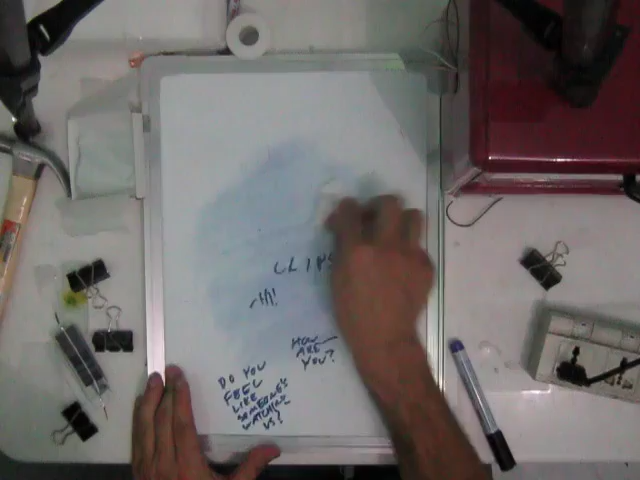 CLIPS
HI!
HOW
ARE
YOU?
DO YOU
FEEL
LIKE
SOMEONE'S
WATCHING
US?